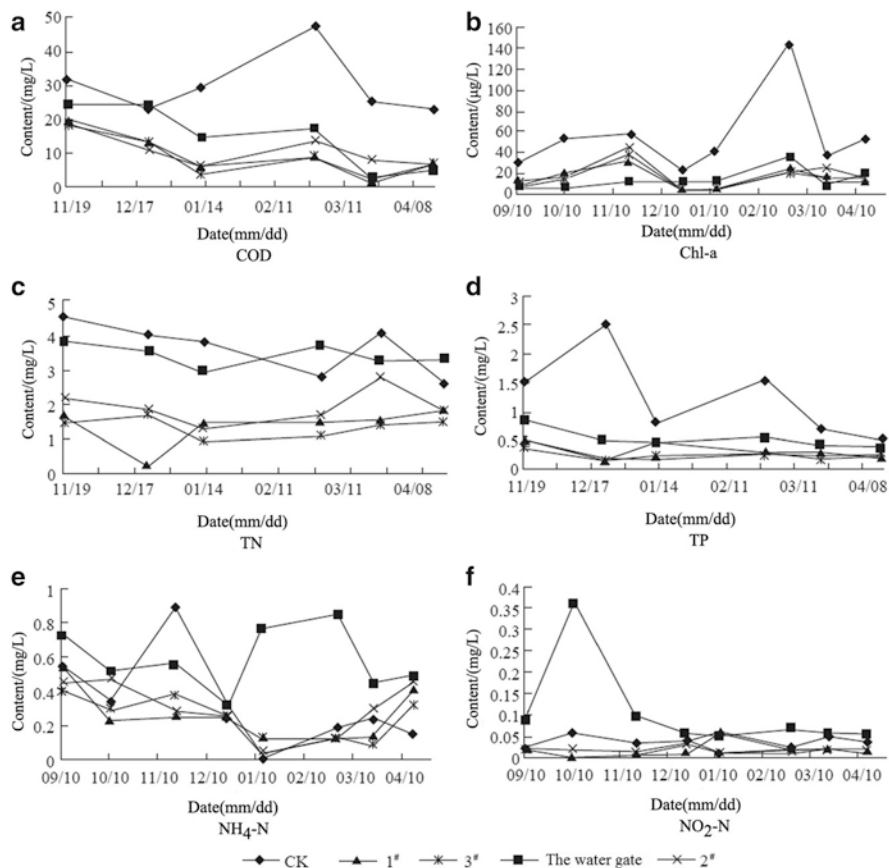 a
b
50
40
30
20
10
0
Content/(mg/L)
11/19 12/17 01/14 02/11 03/11 04/08
Date(mm/dd)
COD
160
140
120
100
80
60
40
20
0
Content/(μg/L)
09/10 10/10 11/10 12/10 01/10 02/10 03/10 04/10
Date(mm/dd)
Chl-a
c
d
5
4
3
2
1
0
Content/(mg/L)
11/19 12/17 01/14 02/11 03/11 04/08
Date(mm/dd)
TN
3
2.5
2
1.5
1
0.5
0
Content/(mg/L)
11/19 12/17 01/14 02/11 03/11 04/08
Date(mm/dd)
TP
e
f
1
0.8
0.6
0.4
0.2
0
Content/(mg/L)
09/10 10/10 11/10 12/10 01/10 02/10 03/10 04/10
Date(mm/dd)
NH4-N
0.4
0.35
0.3
0.25
0.2
0.15
0.1
0.05
0
Content/(mg/L)
09/10 10/10 11/10 12/10 01/10 02/10 03/10 04/10
Date(mm/dd)
NO2-N
CK 1# 3# The water gate 2#